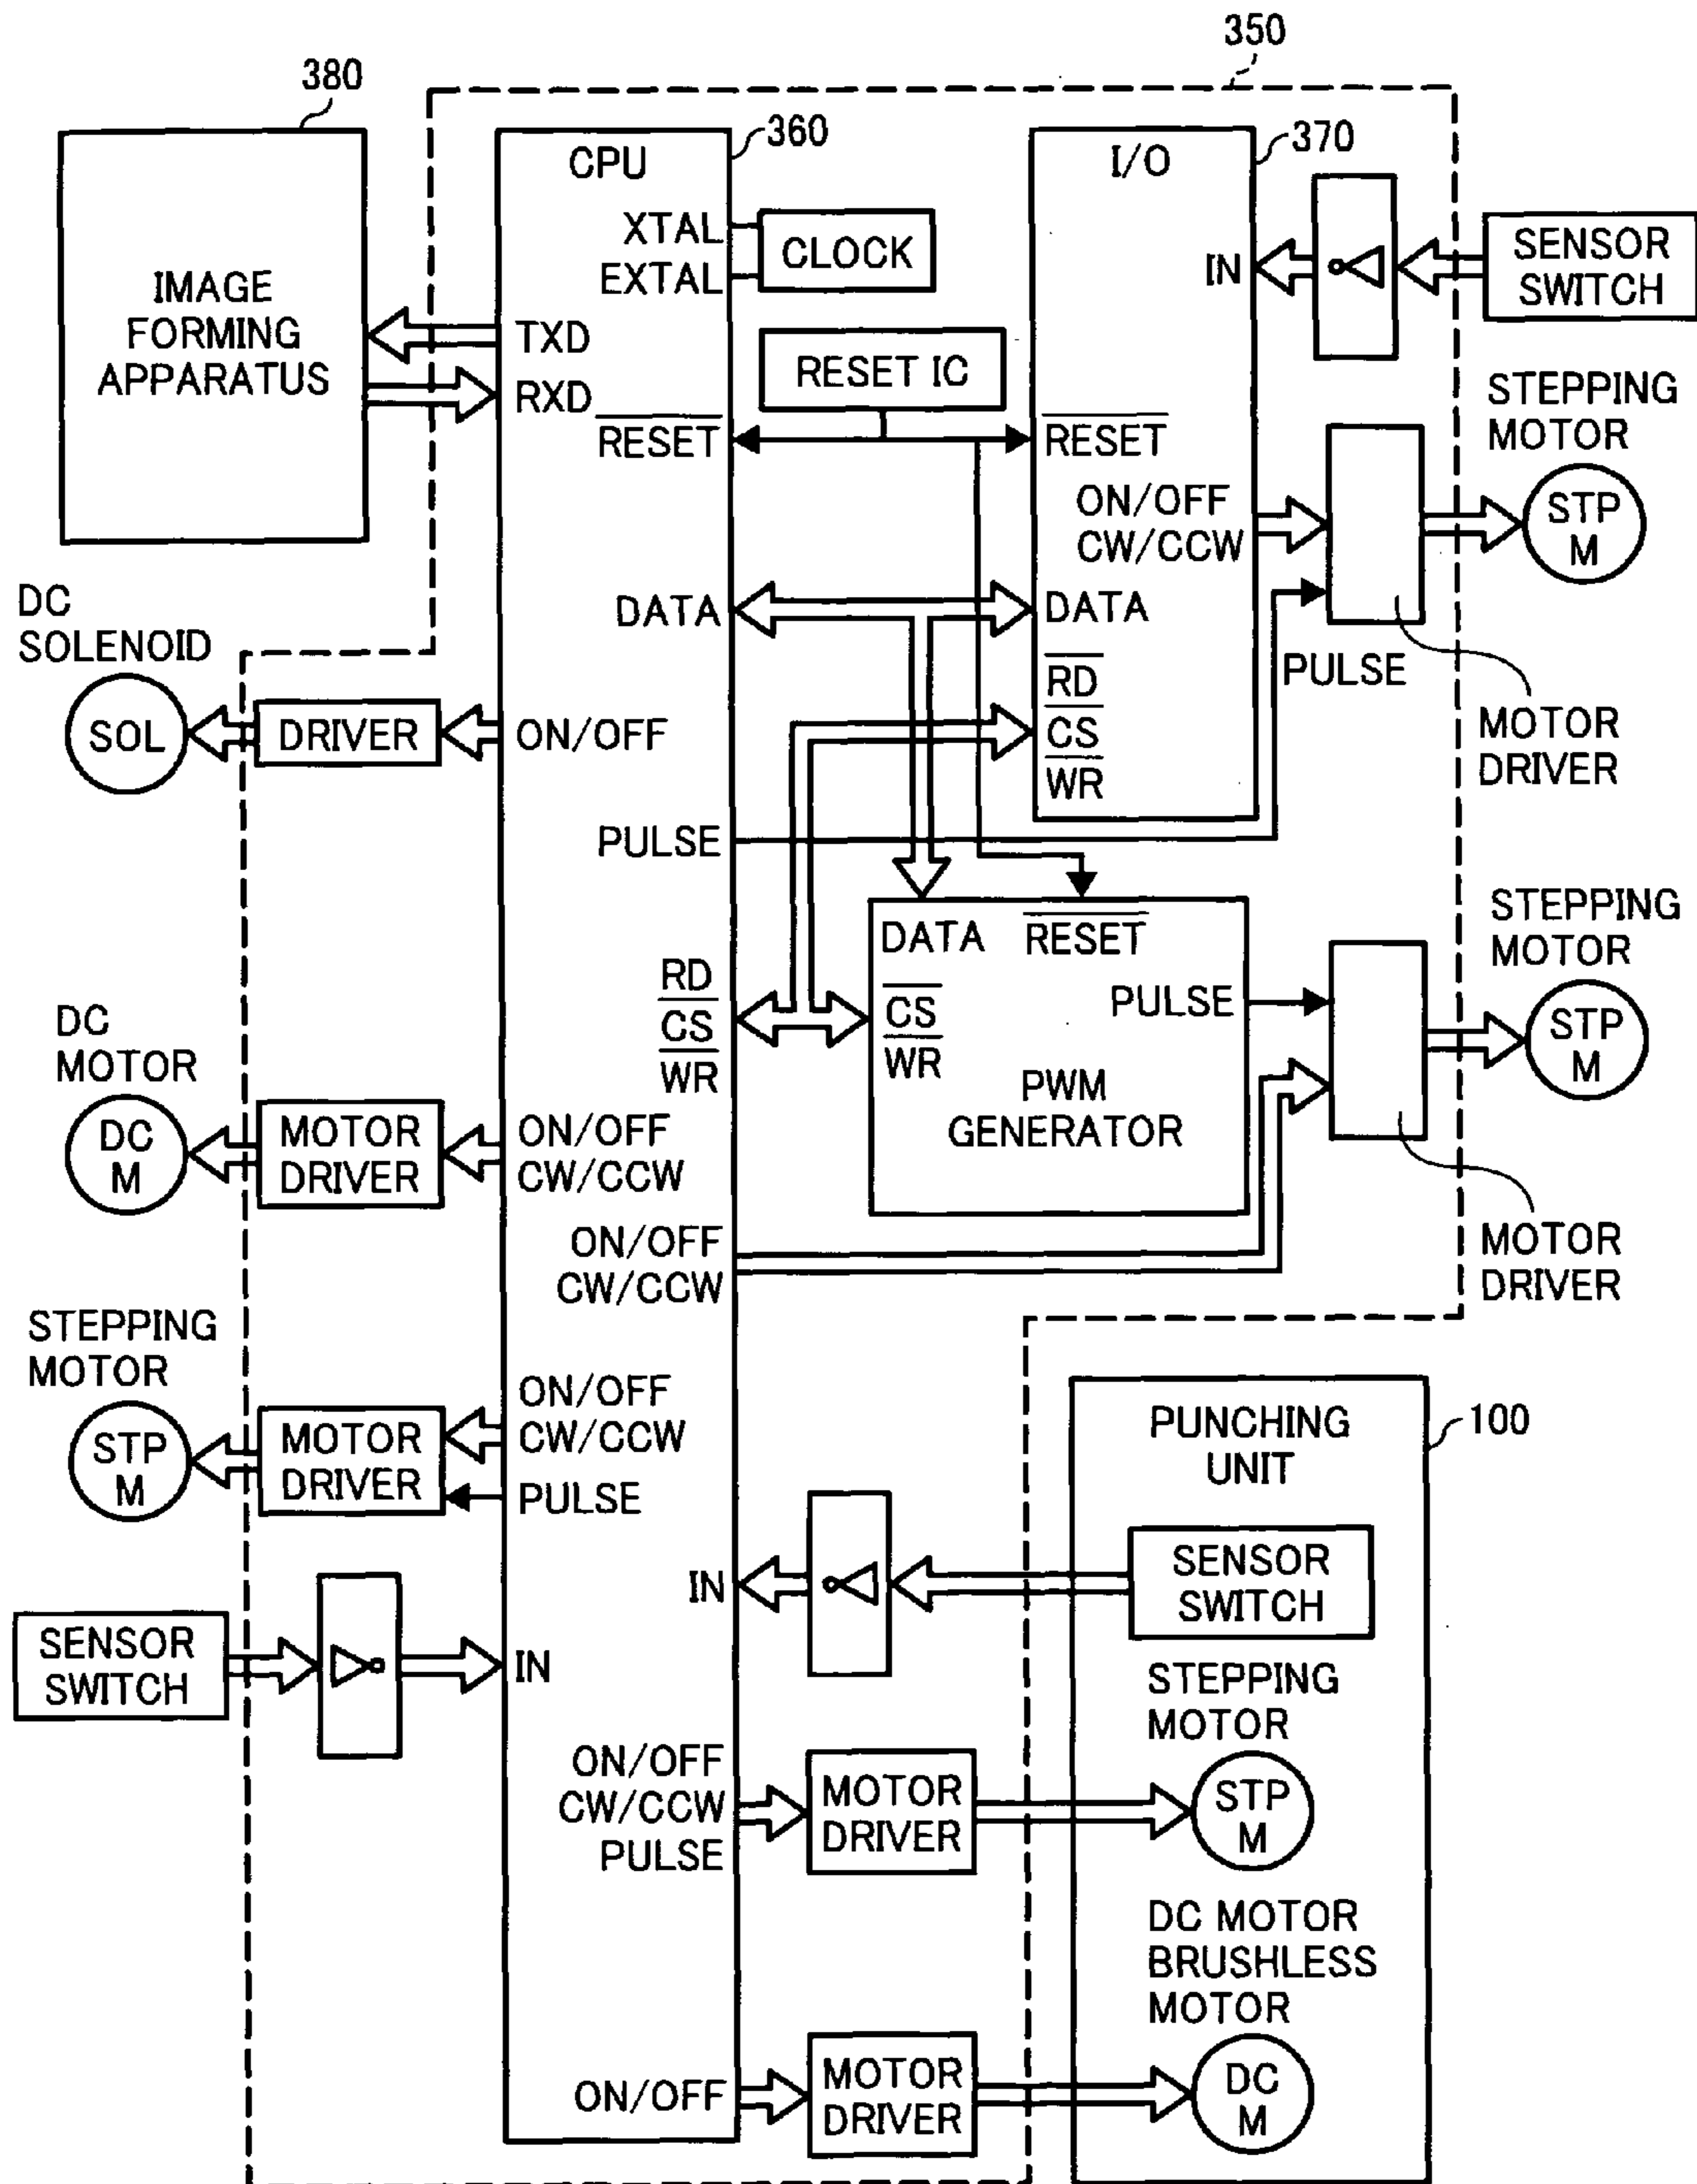 350
380
360
370
CPU
I/O
XTAL
EXTAL
CLOCK
IN
SENSOR
SWITCH
IMAGE
FORMING
APPARATUS
TXD
RXD
RESET IC
RESET
RESET
STEPPING
MOTOR
ON/OFF
CW/CCW
STP
M
DC
SOLENOID
DATA
DATA
PULSE
SOL
DRIVER
ON/OFF
RD
CS
WR
MOTOR
DRIVER
PULSE
DATA
RESET
STEPPING
MOTOR
RD
CS
WR
CS
WR
PULSE
STP
M
PWM
GENERATOR
DC
MOTOR
DC
M
MOTOR
DRIVER
ON/OFF
CW/CCW
ON/OFF
CW/CCW
MOTOR
DRIVER
STEPPING
MOTOR
STP
M
MOTOR
DRIVER
ON/OFF
CW/CCW
PULSE
PUNCHING
UNIT
100
IN
SENSOR
SWITCH
SENSOR
SWITCH
IN
STEPPING
MOTOR
ON/OFF
CW/CCW
PULSE
MOTOR
DRIVER
STP
M
DC MOTOR
BRUSHLESS
MOTOR
ON/OFF
MOTOR
DRIVER
DC
M